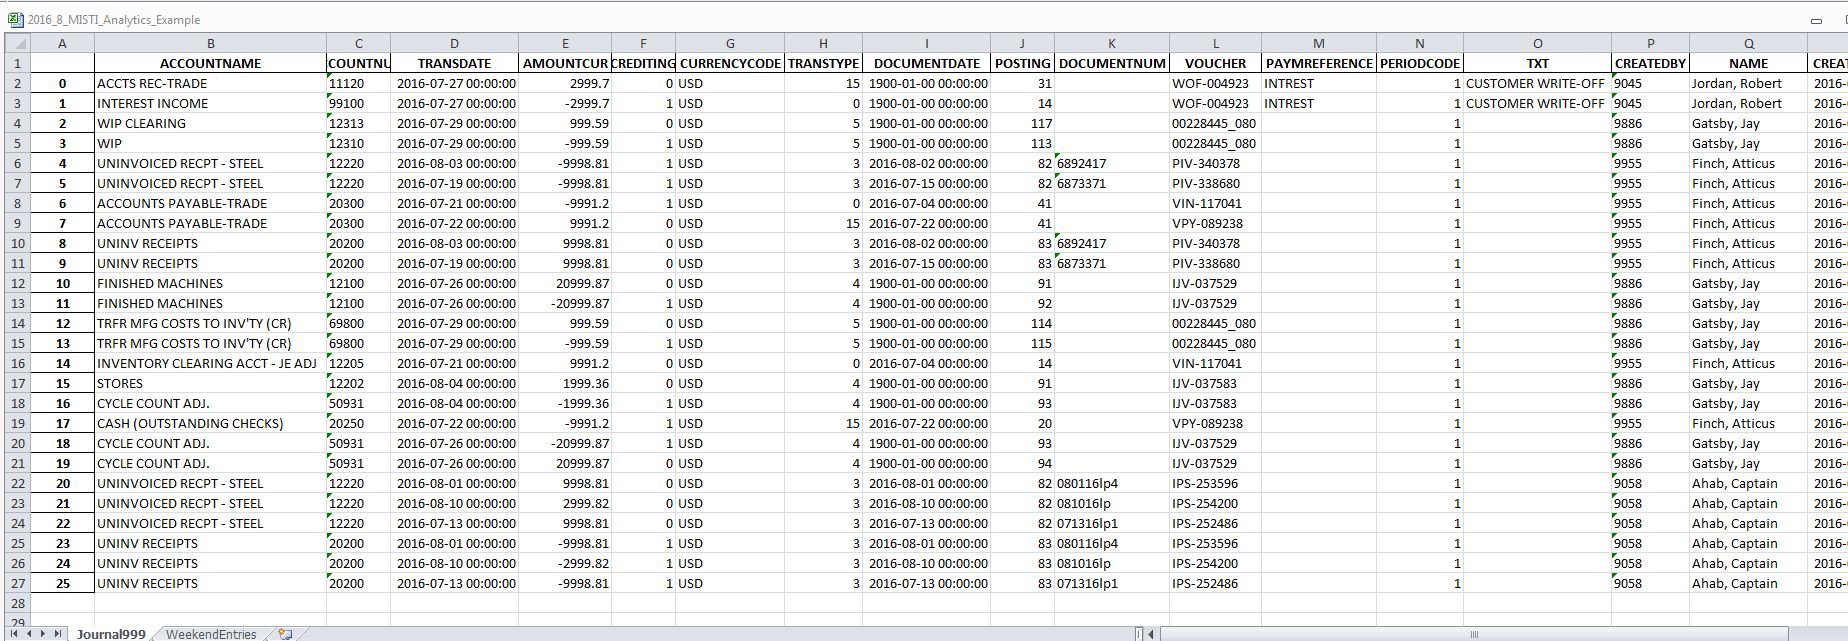 2016_8_MISTI_Analytics_Example
A B C D E F G H I J K L M N O P Q
1 ACCOUNTNAME COUNTNU TRANSDATE AMOUNTCUR CREDITING CURRENCYCODE TRANSTYPE DOCUMENTDATE POSTING DOCUMENTNUM VOUCHER PAYMREFERENCE PERIODCODE TXT CREATEDBY NAME CREAT
2 0 ACCTS REC-TRADE 11120 2016-07-27 00:00:00 2999.7 0 USD 15 1900-01-00 00:00:00 31 WOF-004923 INTREST 1 CUSTOMER WRITE-OFF 9045 Jordan, Robert 2016-
3 1 INTEREST INCOME 99100 2016-07-27 00:00:00 -2999.7 1 USD 0 1900-01-00 00:00:00 14 WOF-004923 INTREST 1 CUSTOMER WRITE-OFF 9045 Jordan, Robert 2016-
4 2 WIP CLEARING 12313 2016-07-29 00:00:00 999.59 0 USD 5 1900-01-00 00:00:00 117 00228445_080 1 9886 Gatsby, Jay 2016-
5 3 WIP 12310 2016-07-29 00:00:00 -999.59 1 USD 5 1900-01-00 00:00:00 113 00228445_080 1 9886 Gatsby, Jay 2016-
6 4 UNINVOICED RECPT - STEEL 12220 2016-08-03 00:00:00 -9998.81 1 USD 3 2016-08-02 00:00:00 82 6892417 PIV-340378 1 9955 Finch, Atticus 2016-
7 5 UNINVOICED RECPT - STEEL 12220 2016-07-19 00:00:00 -9998.81 1 USD 3 2016-07-15 00:00:00 82 6873371 PIV-338680 1 9955 Finch, Atticus 2016-
8 6 ACCOUNTS PAYABLE-TRADE 20300 2016-07-21 00:00:00 -9991.2 1 USD 0 2016-07-04 00:00:00 41 VIN-117041 1 9955 Finch, Atticus 2016-
9 7 ACCOUNTS PAYABLE-TRADE 20300 2016-07-22 00:00:00 9991.2 0 USD 15 2016-07-22 00:00:00 41 VPY-089238 1 9955 Finch, Atticus 2016-
10 8 UNINV RECEIPTS 20200 2016-08-03 00:00:00 9998.81 0 USD 3 2016-08-02 00:00:00 83 6892417 PIV-340378 1 9955 Finch, Atticus 2016-
11 9 UNINV RECEIPTS 20200 2016-07-19 00:00:00 9998.81 0 USD 3 2016-07-15 00:00:00 83 6873371 PIV-338680 1 9955 Finch, Atticus 2016-
12 10 FINISHED MACHINES 12100 2016-07-26 00:00:00 20999.87 0 USD 4 1900-01-00 00:00:00 91 IJV-037529 1 9886 Gatsby, Jay 2016-
13 11 FINISHED MACHINES 12100 2016-07-26 00:00:00 -20999.87 1 USD 4 1900-01-00 00:00:00 92 IJV-037529 1 9886 Gatsby, Jay 2016-
14 12 TRFR MFG COSTS TO INV'TY (CR) 69800 2016-07-29 00:00:00 999.59 0 USD 5 1900-01-00 00:00:00 114 00228445_080 1 9886 Gatsby, Jay 2016-
15 13 TRFR MFG COSTS TO INV'TY (CR) 69800 2016-07-29 00:00:00 -999.59 1 USD 5 1900-01-00 00:00:00 115 00228445_080 1 9886 Gatsby, Jay 2016-
16 14 INVENTORY CLEARING ACCT - JE ADJ 12205 2016-07-21 00:00:00 9991.2 0 USD 0 2016-07-04 00:00:00 14 VIN-117041 1 9955 Finch, Atticus 2016-
17 15 STORES 12202 2016-08-04 00:00:00 1999.36 0 USD 4 1900-01-00 00:00:00 91 IJV-037583 1 9886 Gatsby, Jay 2016-
18 16 CYCLE COUNT ADJ. 50931 2016-08-04 00:00:00 -1999.36 1 USD 4 1900-01-00 00:00:00 93 IJV-037583 1 9886 Gatsby, Jay 2016-
19 17 CASH (OUTSTANDING CHECKS) 20250 2016-07-22 00:00:00 -9991.2 1 USD 15 2016-07-22 00:00:00 20 VPY-089238 1 9955 Finch, Atticus 2016-
20 18 CYCLE COUNT ADJ. 50931 2016-07-26 00:00:00 -20999.87 1 USD 4 1900-01-00 00:00:00 93 IJV-037529 1 9886 Gatsby, Jay 2016-
21 19 CYCLE COUNT ADJ. 50931 2016-07-26 00:00:00 20999.87 0 USD 4 1900-01-00 00:00:00 94 IJV-037529 1 9886 Gatsby, Jay 2016-
22 20 UNINVOICED RECPT - STEEL 12220 2016-08-01 00:00:00 9998.81 0 USD 3 2016-08-01 00:00:00 82 080116lp4 IPS-253596 1 9058 Ahab, Captain 2016-
23 21 UNINVOICED RECPT - STEEL 12220 2016-08-10 00:00:00 2999.82 0 USD 3 2016-08-10 00:00:00 82 081016lp IPS-254200 1 9058 Ahab, Captain 2016-
24 22 UNINVOICED RECPT - STEEL 12220 2016-07-13 00:00:00 9998.81 0 USD 3 2016-07-13 00:00:00 82 071316lp1 IPS-252486 1 9058 Ahab, Captain 2016-
25 23 UNINV RECEIPTS 20200 2016-08-01 00:00:00 -9998.81 1 USD 3 2016-08-01 00:00:00 83 080116lp4 IPS-253596 1 9058 Ahab, Captain 2016-
26 24 UNINV RECEIPTS 20200 2016-08-10 00:00:00 -2999.82 1 USD 3 2016-08-10 00:00:00 83 081016lp IPS-254200 1 9058 Ahab, Captain 2016-
27 25 UNINV RECEIPTS 20200 2016-07-13 00:00:00 -9998.81 1 USD 3 2016-07-13 00:00:00 83 071316lp1 IPS-252486 1 9058 Ahab, Captain 2016-
28
29
Journal999 WeekendEntries